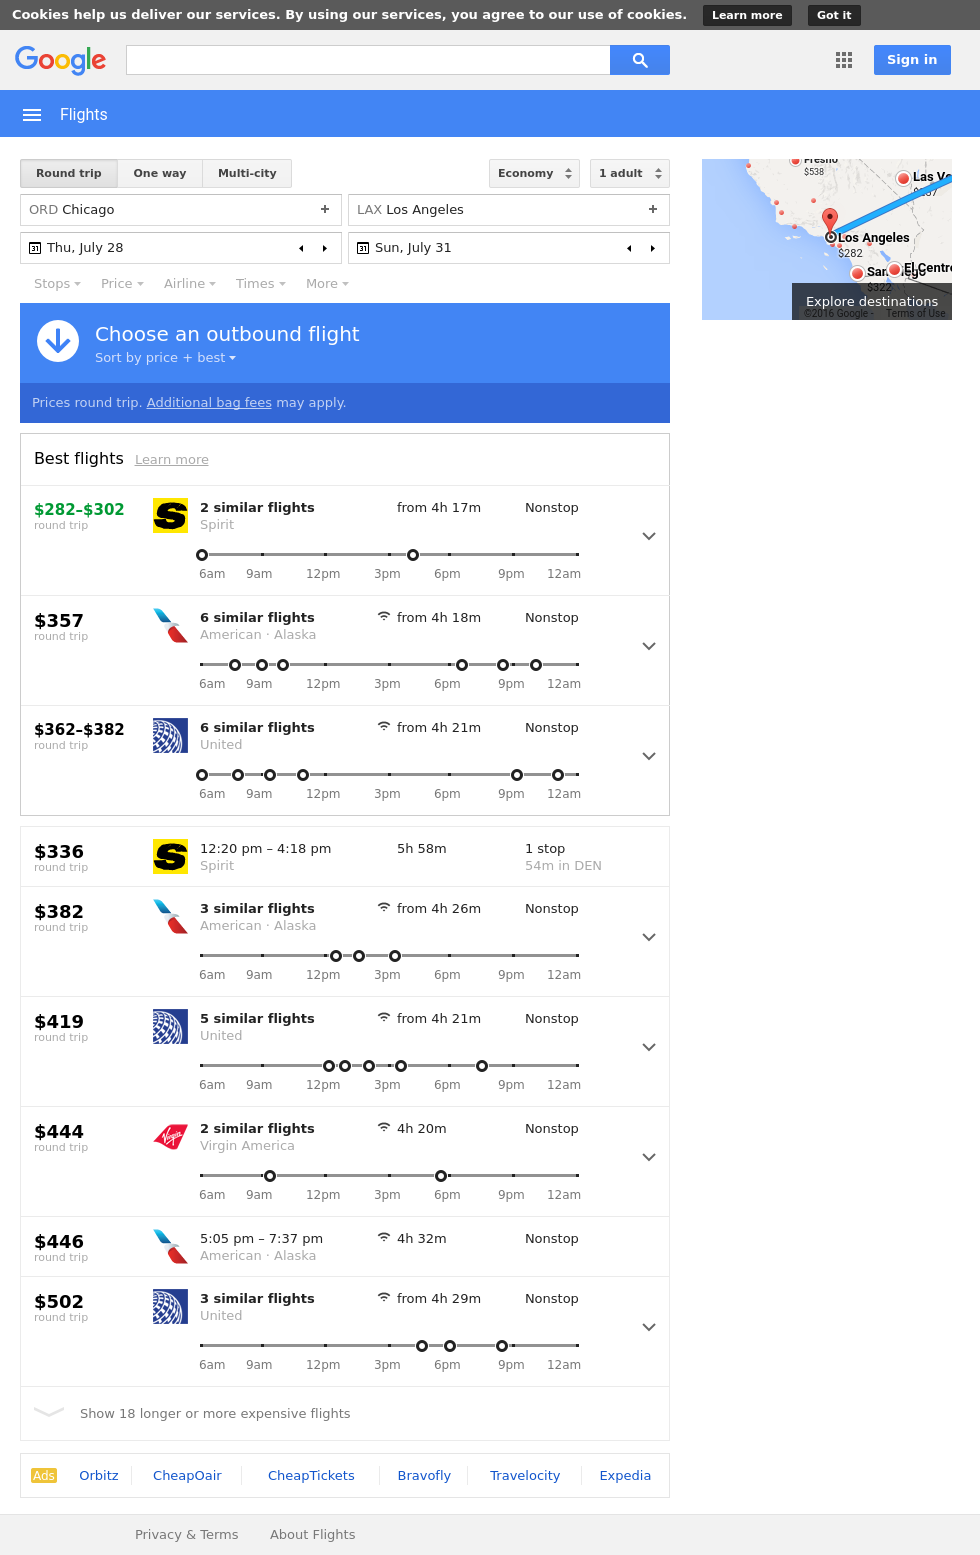 Cookies help us deliver our services. By using our services, you agree to our use of cookies. Learn more Got it
Google Sign in
Flights
Round trip One way Multi-city Economy 1 adult
ORD Chicago + LAX Los Angeles +
31 Thu, July 28 31 Sun, July 31
Stops Price Airline Times More
Fresno
$538
Las Ve
Los Angeles
$282
El Centro
$322
Explore destinations
©2016 Google - Terms of Use
Choose an outbound flight
Sort by price + best
Prices round trip. Additional bag fees may apply.
Best flights Learn more
$282–$302 2 similar flights from 4h 17m Nonstop
round trip Spirit
6am 9am 12pm 3pm 6pm 9pm 12am
$357 6 similar flights from 4h 18m Nonstop
round trip American · Alaska
6am 9am 12pm 3pm 6pm 9pm 12am
$362–$382 6 similar flights from 4h 21m Nonstop
round trip United
6am 9am 12pm 3pm 6pm 9pm 12am
$336 12:20 pm – 4:18 pm 5h 58m 1 stop
round trip Spirit 54m in DEN
$382 3 similar flights from 4h 26m Nonstop
round trip American · Alaska
6am 9am 12pm 3pm 6pm 9pm 12am
$419 5 similar flights from 4h 21m Nonstop
round trip United
6am 9am 12pm 3pm 6pm 9pm 12am
$444 Virgin 2 similar flights 4h 20m Nonstop
round trip Virgin America
6am 9am 12pm 3pm 6pm 9pm 12am
$446 5:05 pm – 7:37 pm 4h 32m Nonstop
round trip American · Alaska
$502 3 similar flights from 4h 29m Nonstop
round trip United
6am 9am 12pm 3pm 6pm 9pm 12am
Show 18 longer or more expensive flights
Ads Orbitz CheapOair CheapTickets Bravofly Travelocity Expedia
Privacy & Terms About Flights